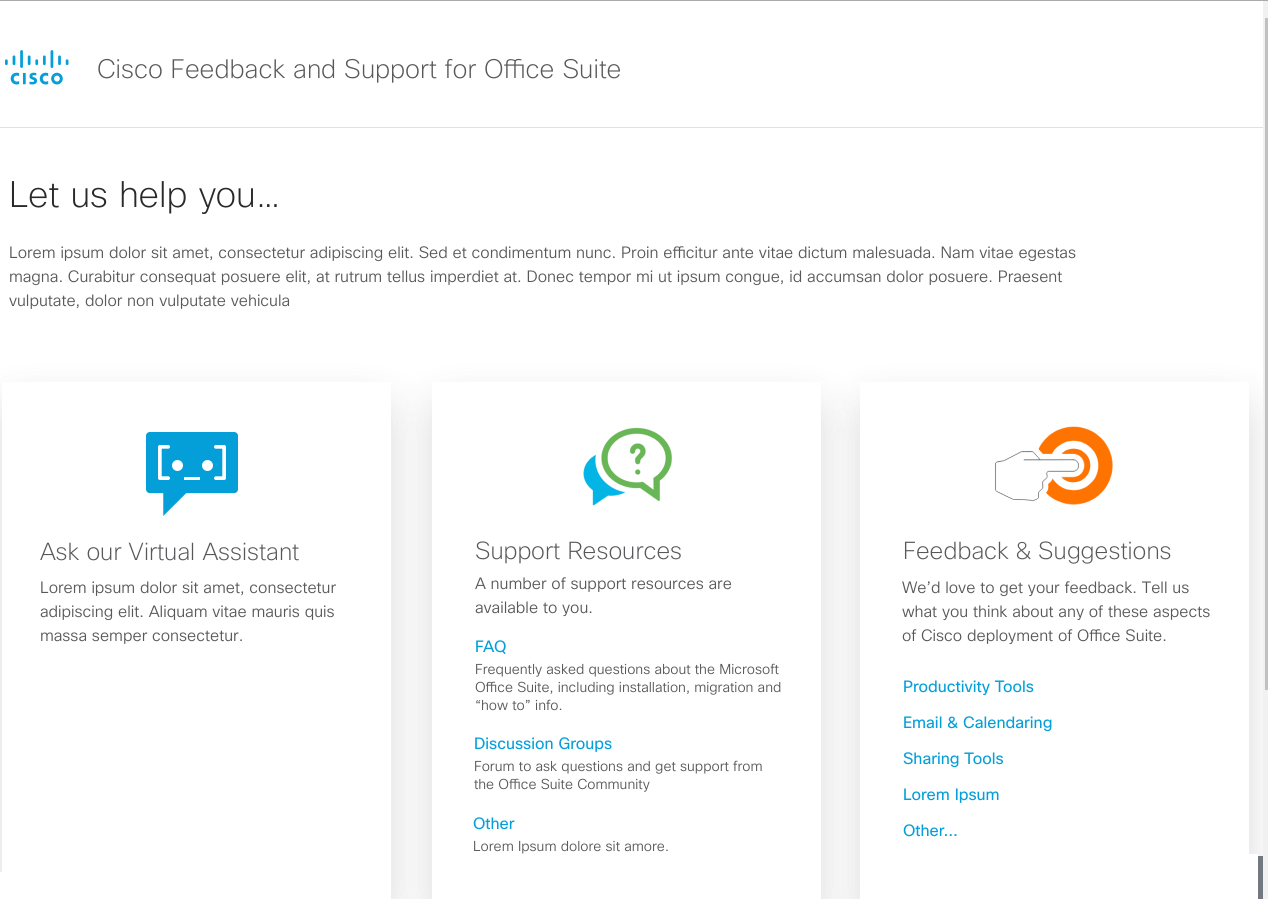 CISCO
Cisco Feedback and Support for Office Suite
Let us help you...
Lorem ipsum dolor sit amet, consectetur adipiscing elit. Sed et condimentum nunc. Proin efficitur ante vitae dictum malesuada. Nam vitae egestas
magna. Curabitur consequat posuere elit, at rutrum tellus imperdiet at. Donec tempor mi ut ipsum congue, id accumsan dolor posuere. Praesent
vulputate, dolor non vulputate vehicula
Ask our Virtual Assistant
Lorem ipsum dolor sit amet, consectetur
adipiscing elit. Aliquam vitae mauris quis
massa semper consectetur.
Support Resources
A number of support resources are
available to you.
FAQ
Frequently asked questions about the Microsoft
Office Suite, including installation, migration and
“how to” info.
Discussion Groups
Forum to ask questions and get support from
the Office Suite Community
Other
Lorem Ipsum dolore sit amore.
Feedback & Suggestions
We’d love to get your feedback. Tell us
what you think about any of these aspects
of Cisco deployment of Office Suite.
Productivity Tools
Email & Calendaring
Sharing Tools
Lorem Ipsum
Other...